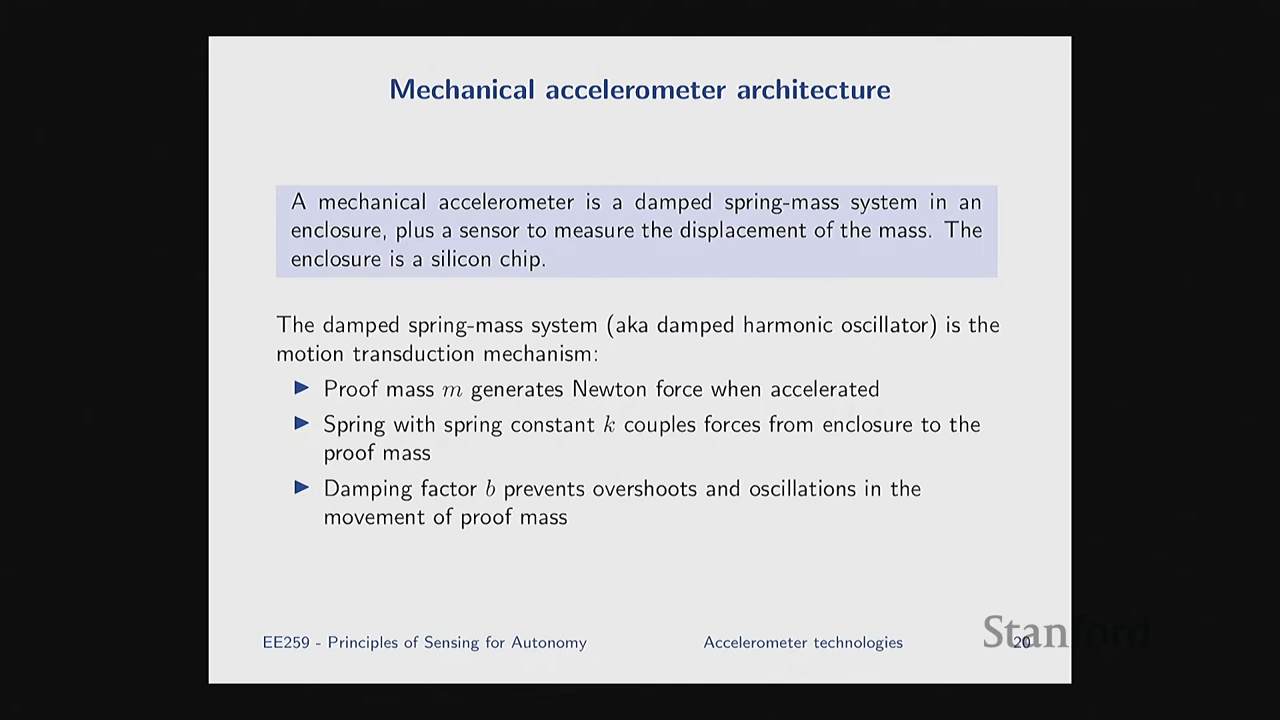 Mechanical accelerometer architecture
A mechanical accelerometer is a damped spring-mass system in an
enclosure, plus a sensor to measure the displacement of the mass. The
enclosure is a silicon chip.
The damped spring-mass system (aka damped harmonic oscillator) is the
motion transduction mechanism:
▶ Proof mass m generates Newton force when accelerated
▶ Spring with spring constant k couples forces from enclosure to the
proof mass
▶ Damping factor b prevents overshoots and oscillations in the
movement of proof mass
EE259 - Principles of Sensing for Autonomy
Accelerometer technologies
20
Stanford